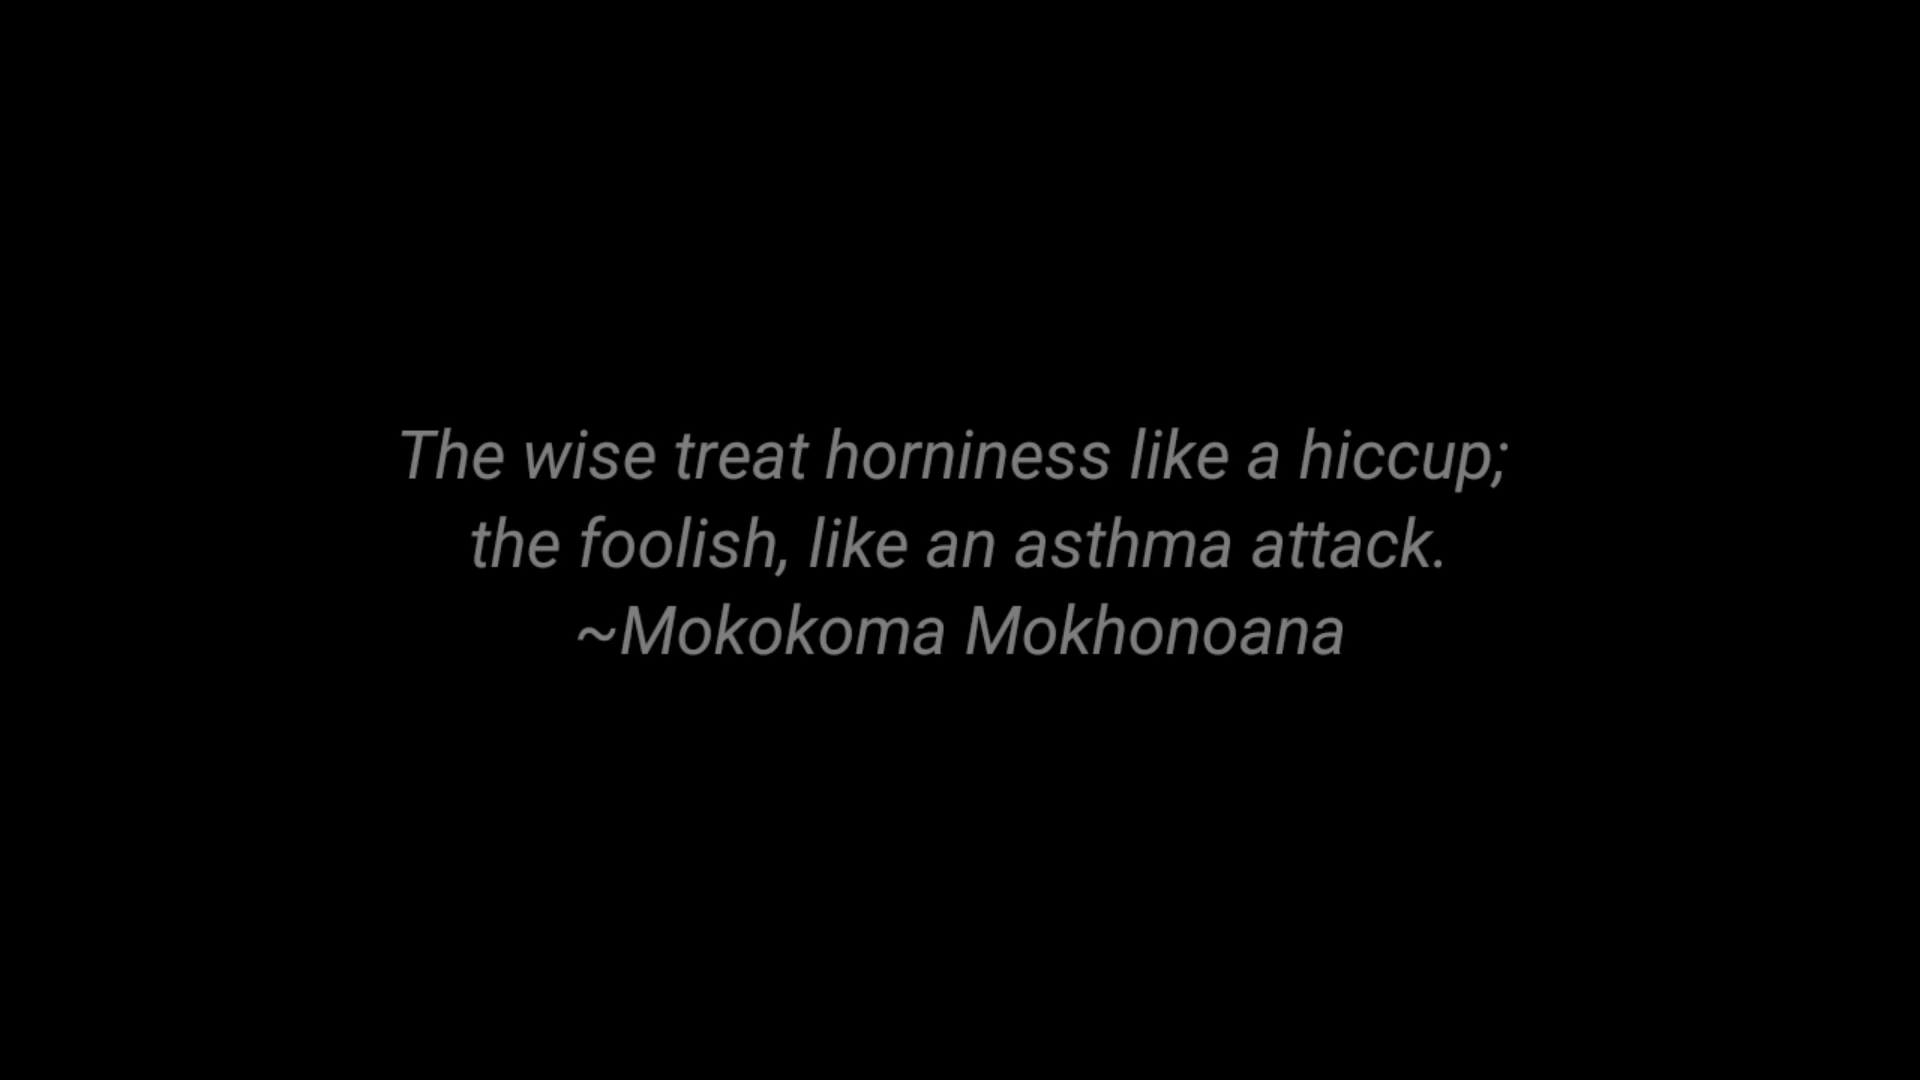 The wise treat horniness like a hiccup;
the foolish, like an asthma attack.
~Mokokoma Mokhonoana